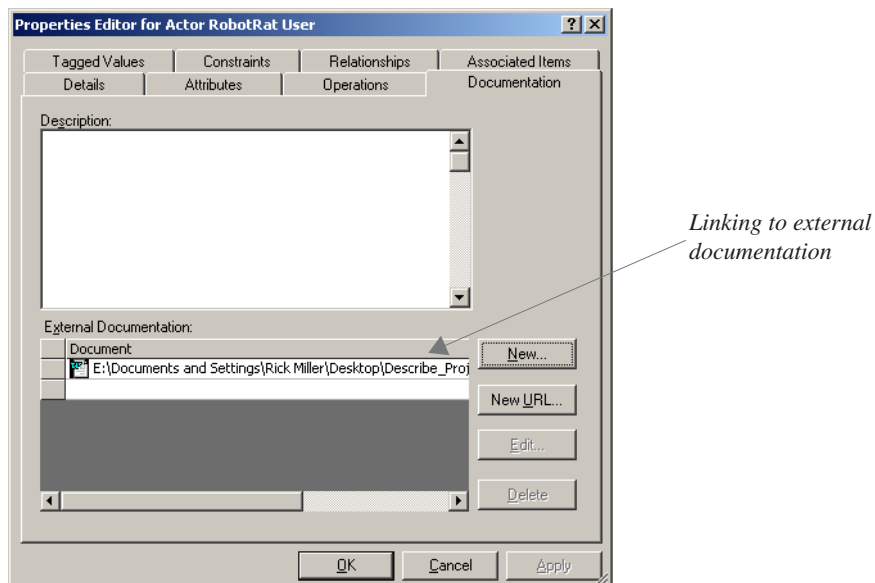 Properties Editor for Actor RobotRat User
Tagged Values Constraints Relationships Associated Items
Details Attributes Operations Documentation
Description:
Linking to external
documentation
External Documentation:
Document
E:\Documents and Settings\Rick Miller\Desktop\Describe_Proj
New...
New URL...
Edit...
Delete
OK Cancel Apply